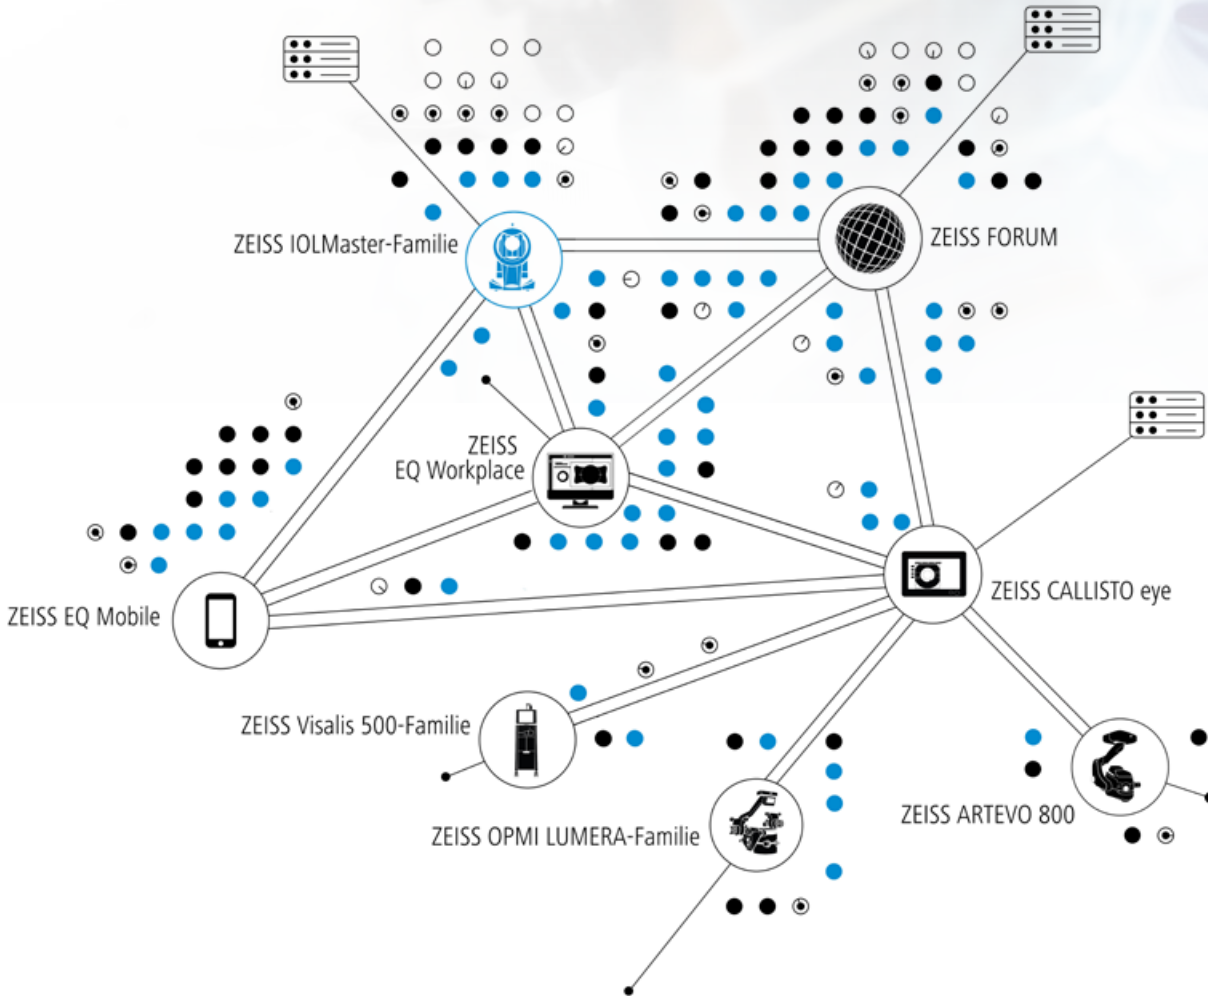 ZEISS IOLMaster-Familie
ZEISS FORUM
ZEISS
EQ Workplace
ZEISS EQ Mobile
ZEISS CALLISTO eye
ZEISS Visalis 500-Familie
ZEISS OPMI LUMERA-Familie
ZEISS ARTEVO 800